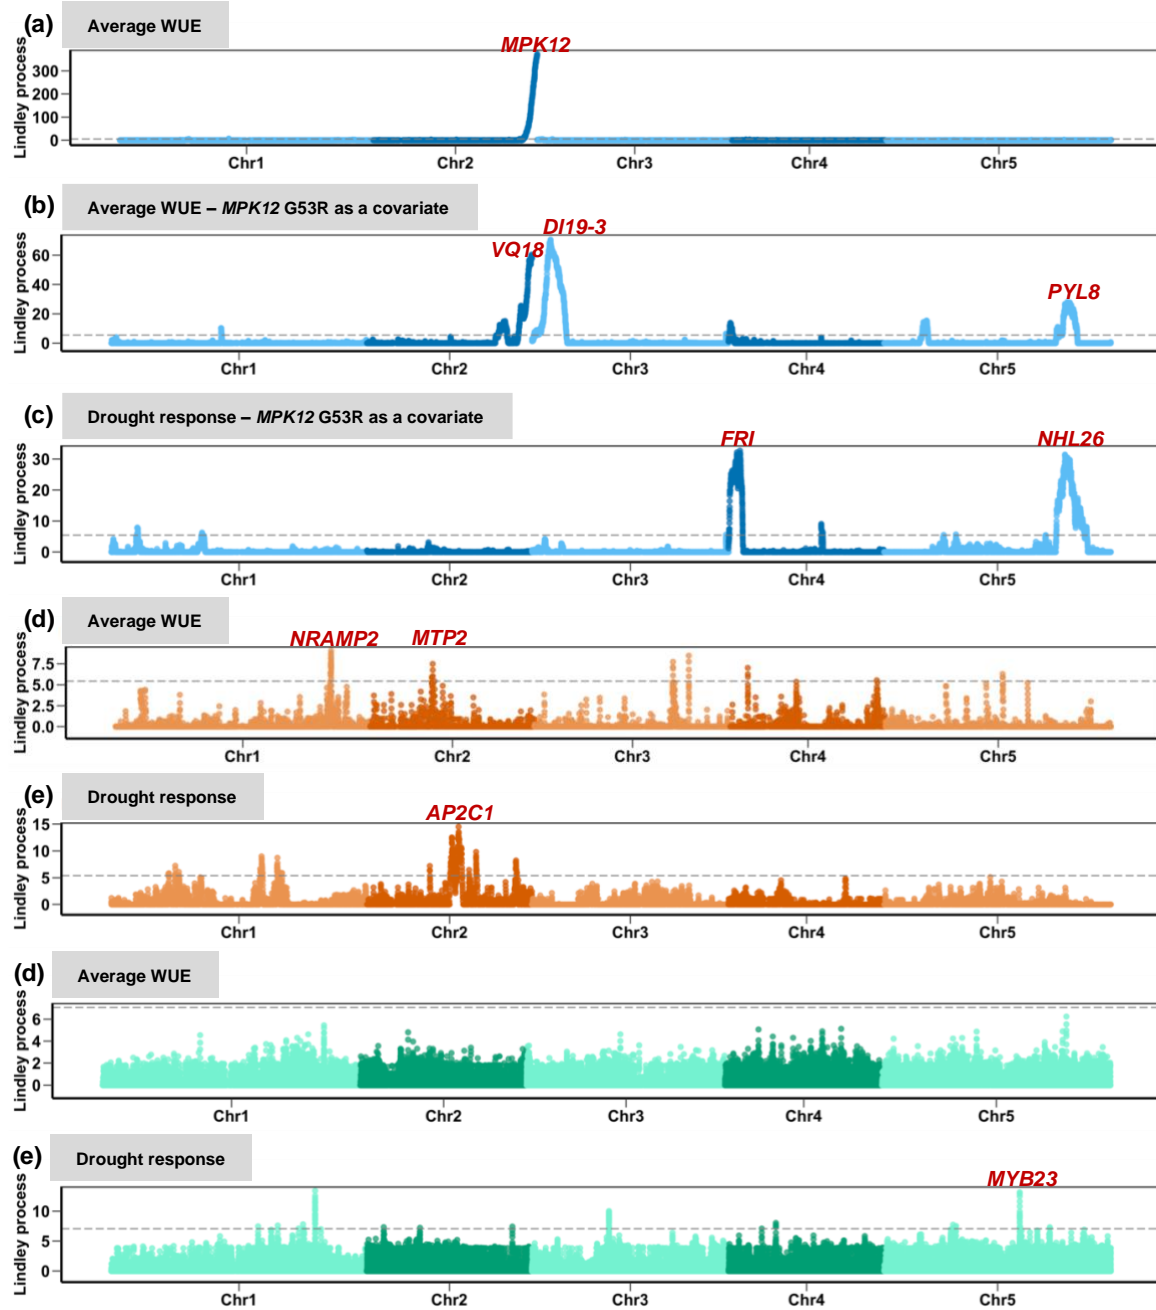 (a) Average WUE
MPK12
Lindley process
300
200
100
0
Chr1 Chr2 Chr3 Chr4 Chr5
(b) Average WUE – MPK12 G53R as a covariate
DI19-3
VQ18
PYL8
Lindley process
60
40
20
0
Chr1 Chr2 Chr3 Chr4 Chr5
(c) Drought response – MPK12 G53R as a covariate
FRI NHL26
Lindley process
30
20
10
0
Chr1 Chr2 Chr3 Chr4 Chr5
(d) Average WUE
NRAMP2 MTP2
Lindley process
7.5
5.0
2.5
0.0
Chr1 Chr2 Chr3 Chr4 Chr5
(e) Drought response
AP2C1
Lindley process
15
10
5
0
Chr1 Chr2 Chr3 Chr4 Chr5
(d) Average WUE
Lindley process
6
4
2
0
Chr1 Chr2 Chr3 Chr4 Chr5
(e) Drought response
MYB23
Lindley process
10
5
0
Chr1 Chr2 Chr3 Chr4 Chr5